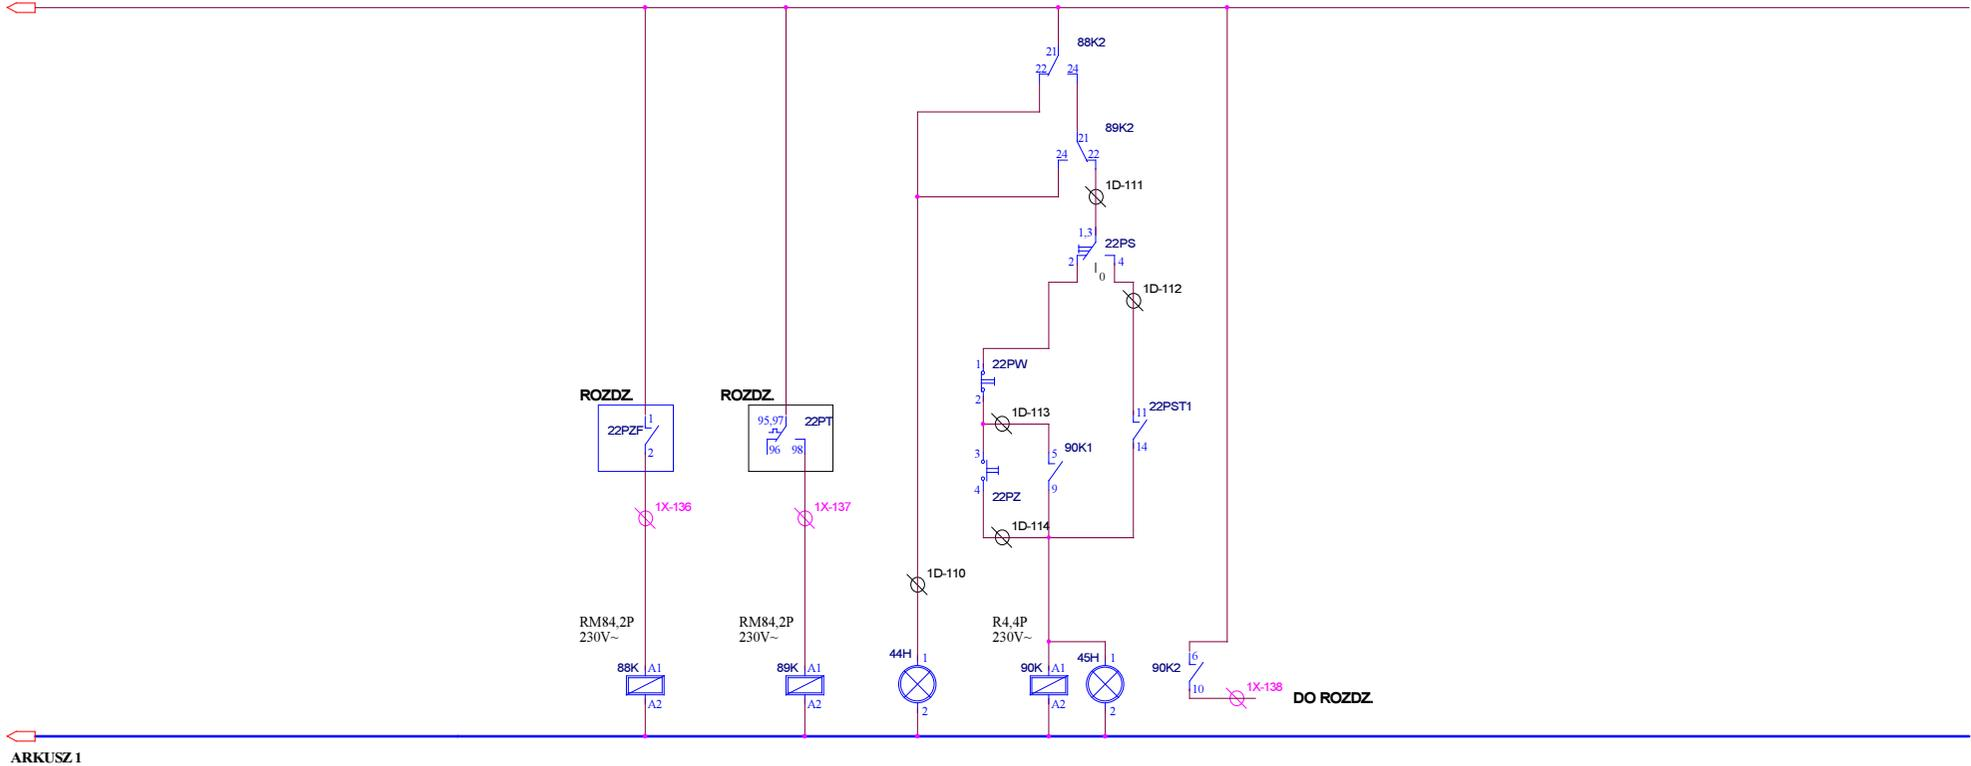 88K2
21
22
24
89K2
21
24
22
1D-111
1,3
22PS
2
4
I
0
1D-112
1
22PW
2
ROZDZ.
ROZDZ.
1
22PZF
2
95,97
22PT
96
98
1D-113
11
22PST1
14
3
5
90K1
4
22PZ
9
1X-136
1X-137
1D-114
1D-110
RM84,2P
230V~
RM84,2P
230V~
R4,4P
230V~
88K
A1
A2
89K
A1
A2
44H
1
2
90K
A1
A2
45H
1
2
90K2
6
10
1X-138
DO ROZDZ.
ARKUSZ 1